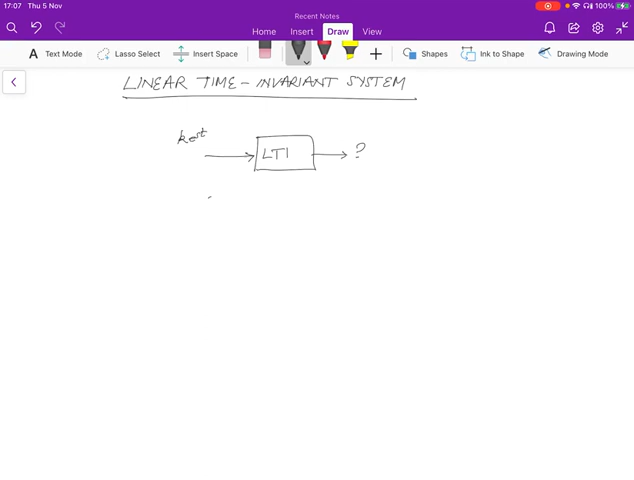 17:07 Thu 5 Nov
100%
Recent Notes
Home Insert Draw View
A Text Mode Lasso Select Insert Space Shapes Ink to Shape Drawing Mode
LINEAR TIME-INVARIANT SYSTEM
keˢᵗ
LTI ?